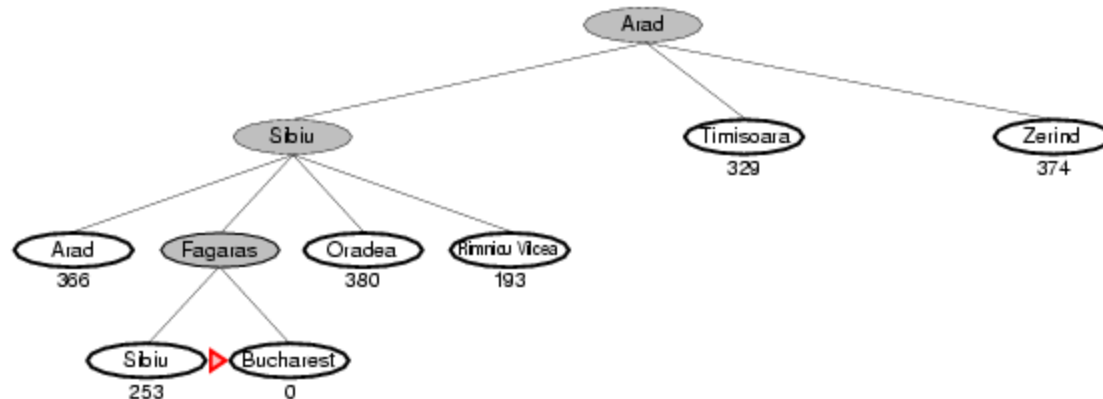 Arad
Sibiu
Timisoara
Zerind
329
374
Arad
Fagaras
Oradea
Rimnicu Vilcea
366
380
193
Sibiu
Bucharest
253
0